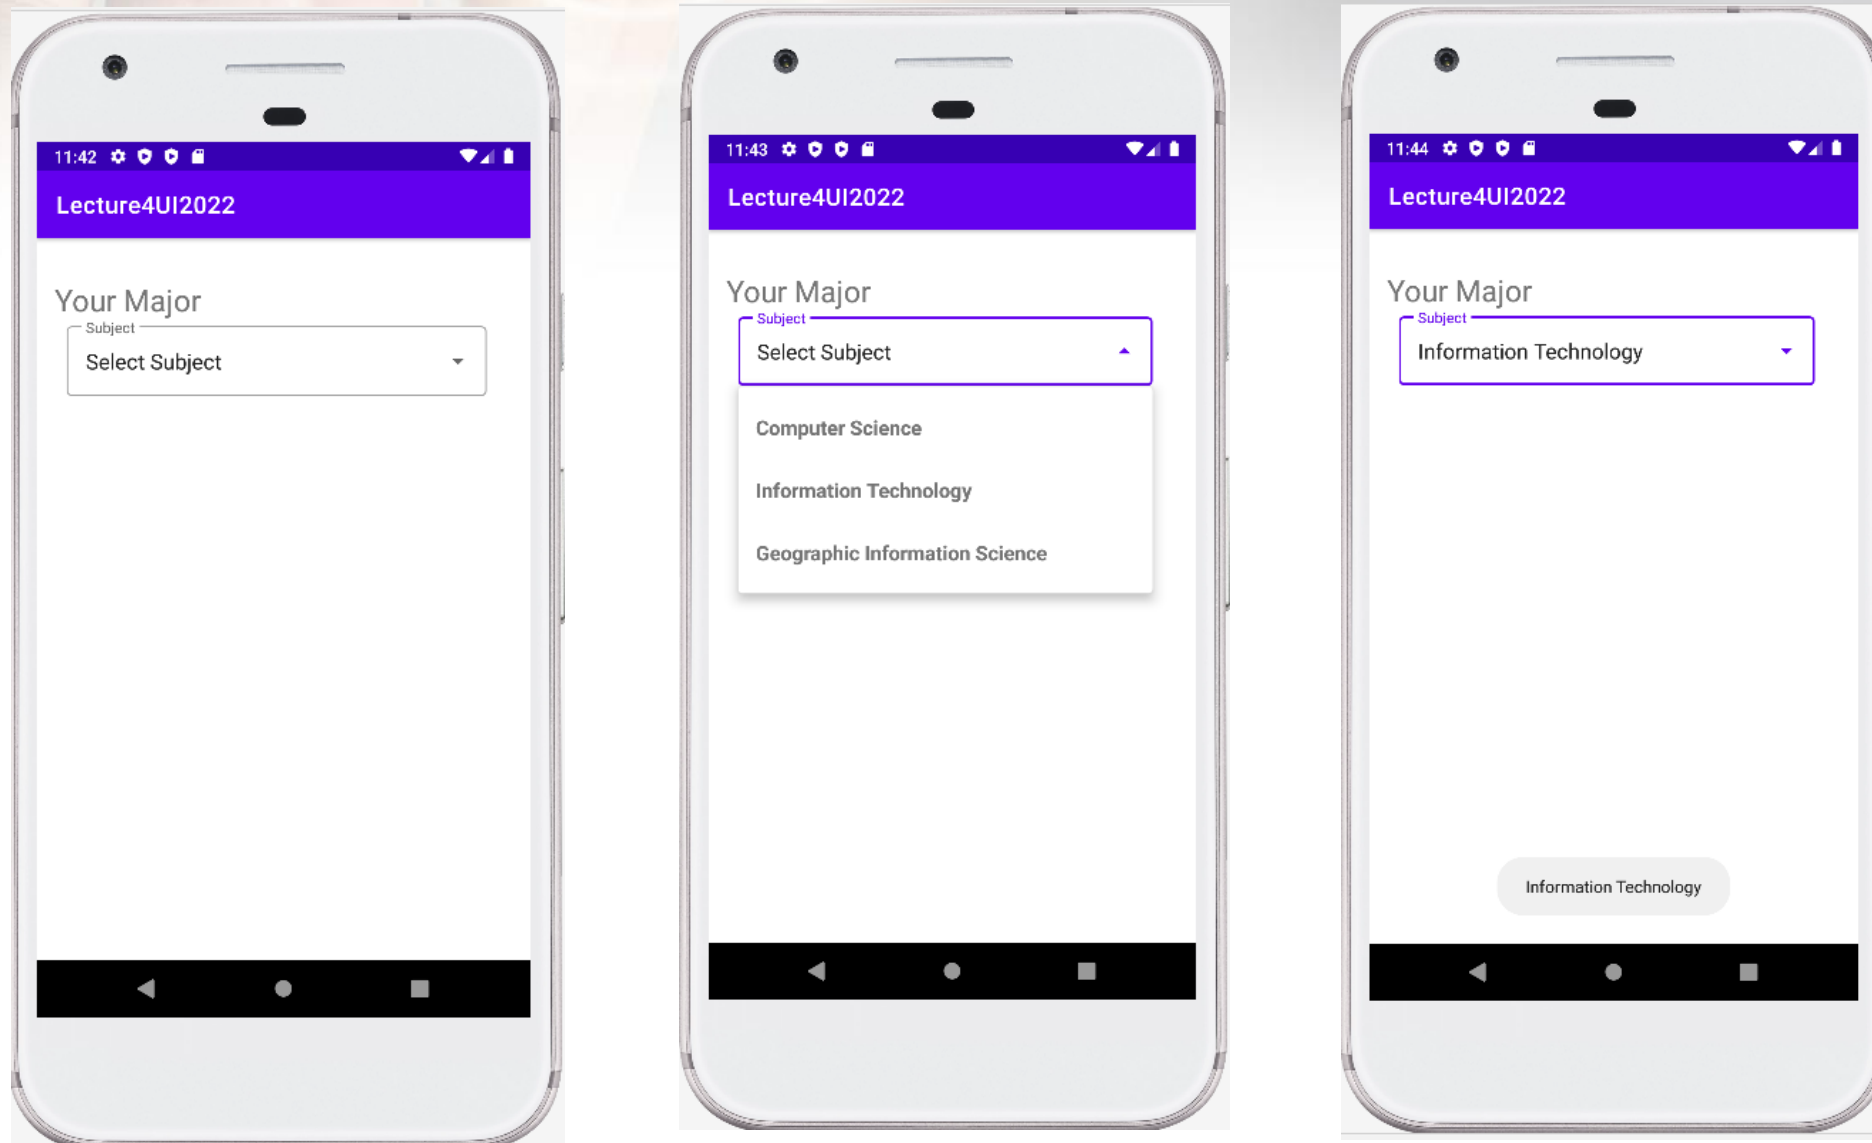 11:42
Lecture4UI2022
Your Major
Subject
Select Subject
11:43
Lecture4UI2022
Your Major
Subject
Select Subject
Computer Science
Information Technology
Geographic Information Science
11:44
Lecture4UI2022
Your Major
Subject
Information Technology
Information Technology